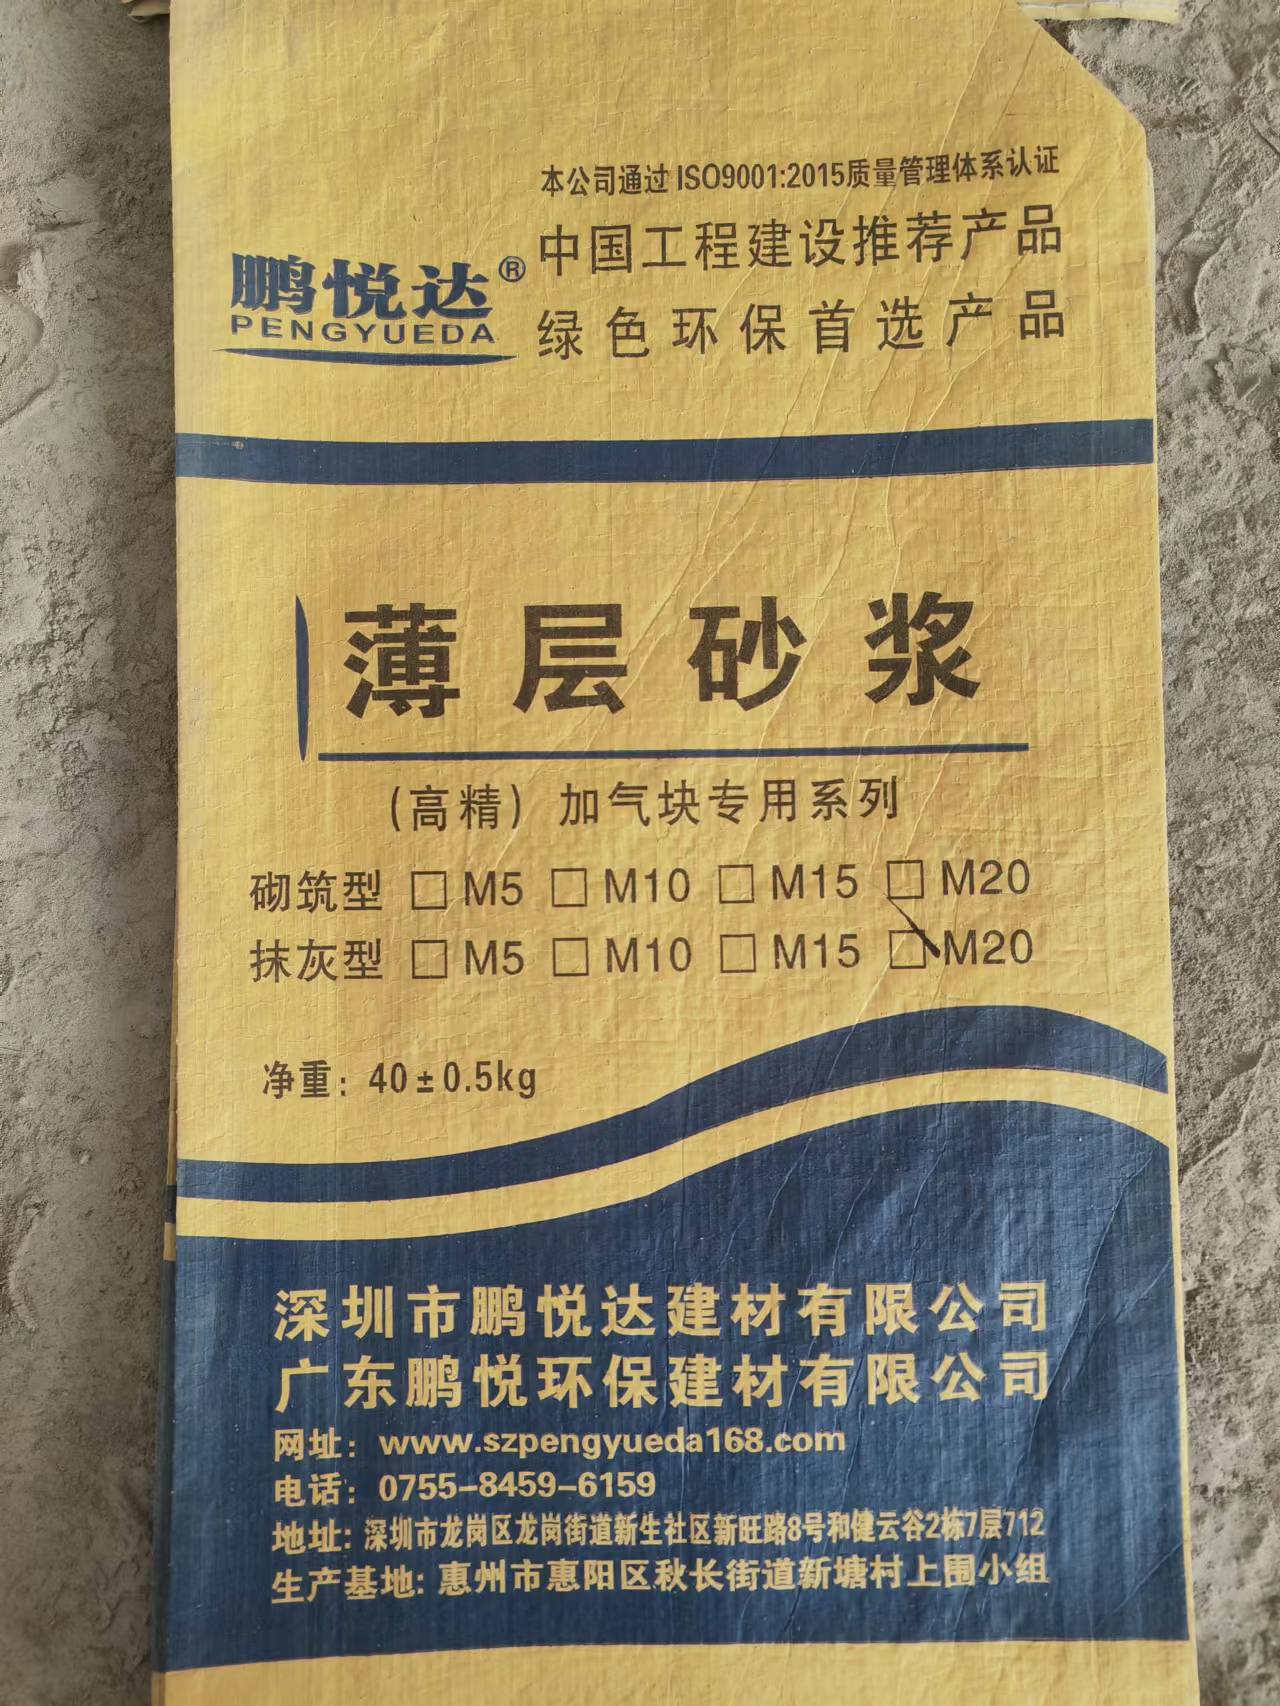 本公司通过 ISO9001:2015质量管理体系认证
中国工程建设推荐产品
绿色环保首选产品
鹏悦达®
PENGYUEDA
薄层砂浆
(高精) 加气块专用系列
砌筑型 □ M5 □ M10 □ M15 □ M20
抹灰型 □ M5 □ M10 □ M15 □ M20
净重: 40±0.5kg
深圳市鹏悦达建材有限公司
广东鹏悦环保建材有限公司
网址: www.szpengyueda168.com
电话: 0755-8459-6159
地址: 深圳市龙岗区龙岗街道新生社区新旺路8号和健云谷2栋7层712
生产基地: 惠州市惠阳区秋长街道新塘村上围小组